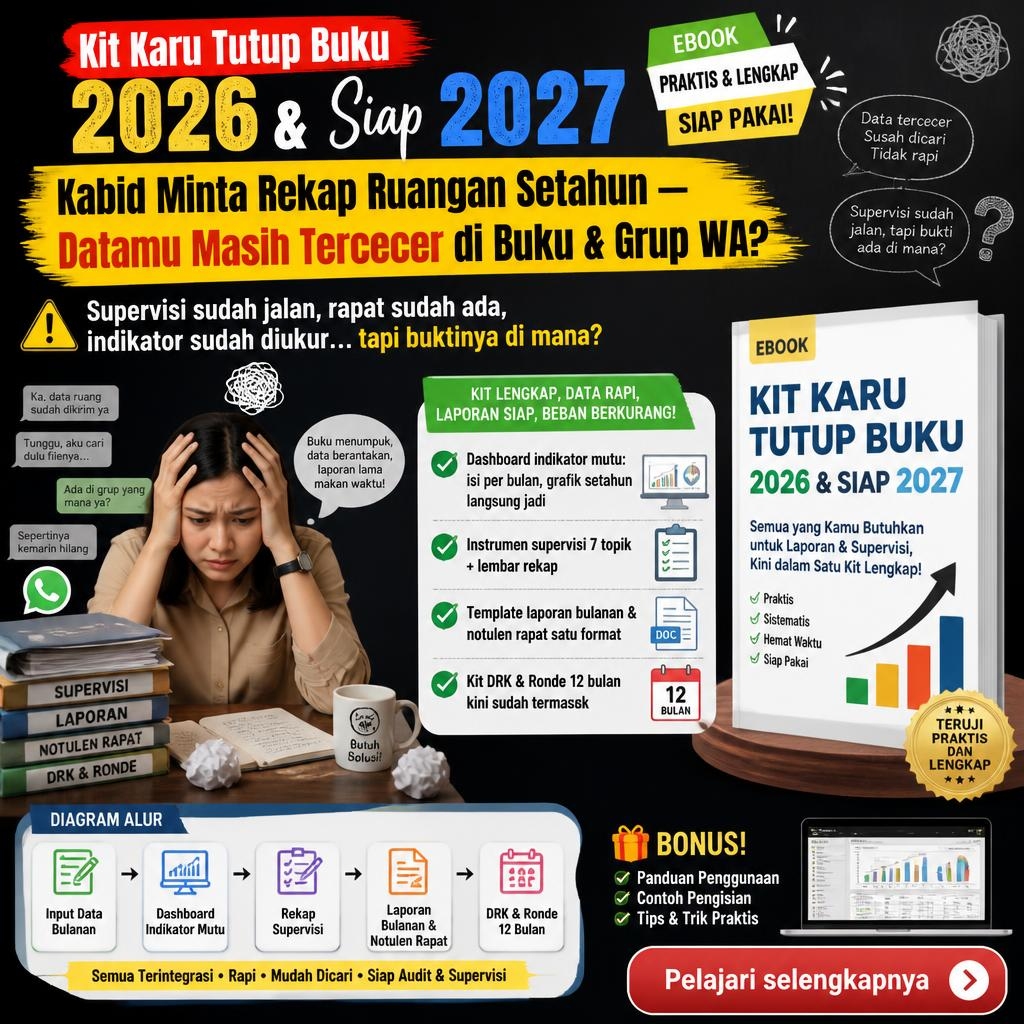 Kit Karu Tutup Buku
2026 & Siap 2027
EBOOK
PRAKTIS & LENGKAP
SIAP PAKAI!
Data tercecer
Susah dicari
Tidak rapi
Kabid Minta Rekap Ruangan Setahun –
Datamu Masih Tercecer di Buku & Grup WA?
Supervisi sudah
jalan, tapi bukti
ada di mana?
?
Supervisi sudah jalan, rapat sudah ada,
indikator sudah diukur... tapi buktinya di mana?
Ka. data ruang
sudah dikrim ya
Tunggu, aku cari
dulu fiienya...
Ada di grup yang
mana ya?
Sepertinya
kemarin hilang
Buku menumpuk,
data berantakan,
laporan lama
makan waktu!
SUPERVISI
LAPORAN
NOTULEN RAPAT
DRK & RONDE
Butuh
Solusi!
KIT LENGKAP, DATA RAPI,
LAPORAN SIAP, BEBAN BERKURANG!
Dashboard indikator mutu:
isi per bulan, grafik setahun
langsung jadi
Instrumen supervisi 7 topik
+ lembar rekap
Template laporan bulanan &
notulen rapat satu format
DOC
Kit DRK & Ronde 12 bulan
kini sudah termasek
12
BULAN
EBOOK
KIT KARU
TUTUP BUKU
2026 & SIAP 2027
Semua yang Kamu Butuhkan
untuk Laporan & Supervisi,
Kini dalam Satu Kit Lengkap!
Praktis
Sistematis
Hemat Waktu
Siap Pakai
TERUJI
PRAKTIS
DAN
LENGKAP
DIAGRAM ALUR
Input Data
Bulanan
Dashboard
Indikator Mutu
Rekap
Supervisi
Laporan
Bulanan &
Notulen Rapat
DRK & Ronde
12 Bulan
Semua Terintegrasi • Rapi • Mudah Dicari • Siap Audit & Supervisi
BONUS!
Panduan Penggunaan
Contoh Pengisian
Tips & Trik Praktis
Pelajari selengkapnya